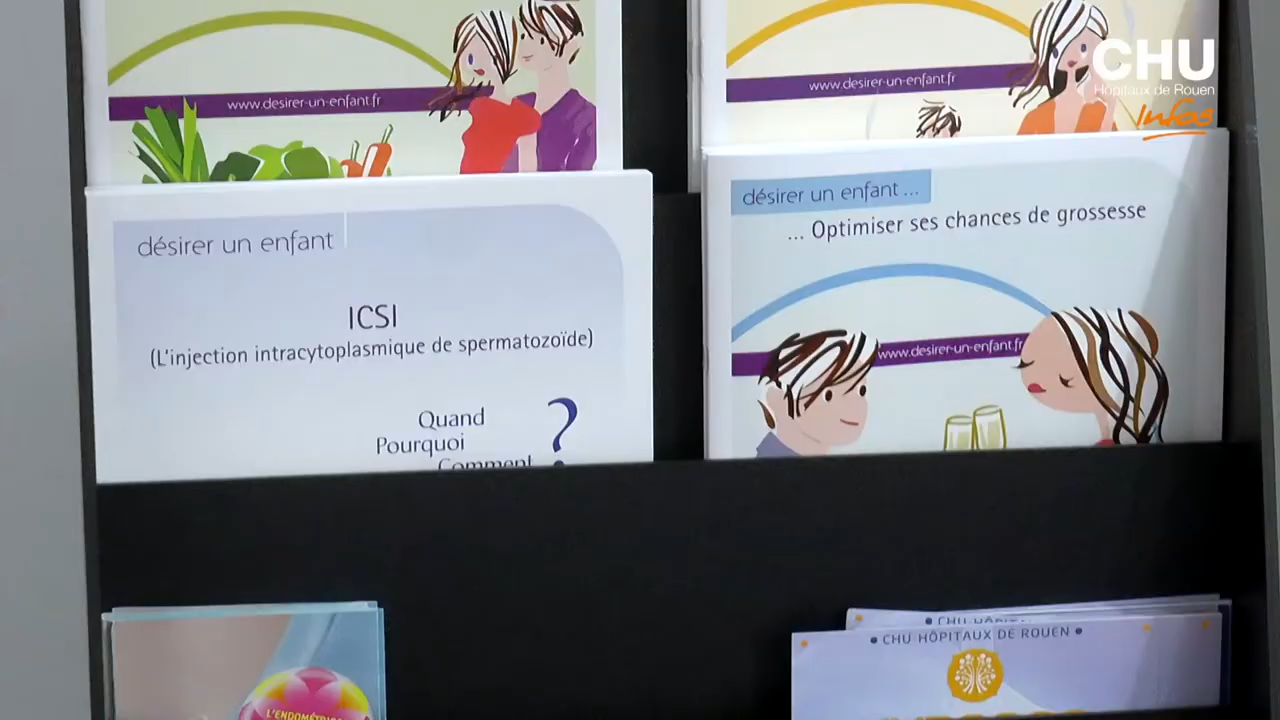 www.desirer-un-enfant.fr
www.desirer-un-enfant.fr
CHU
Hôpitaux de Rouen
Infos
désirer un enfant
ICSI
(L'injection intracytoplasmique de spermatozoïde)
Quand
Pourquoi
Comment
?
désirer un enfant ...
... Optimiser ses chances de grossesse
www.desirer-un-enfant.fr
• CHU HÔPITAUX DE ROUEN •